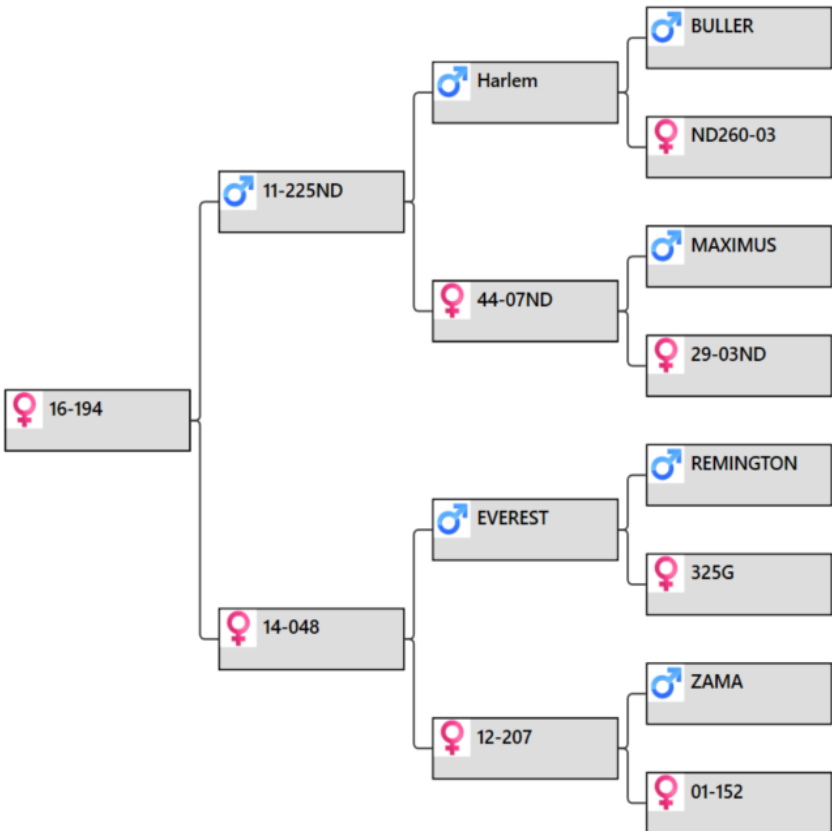 BULLER
Harlem
ND260-03
11-225ND
MAXIMUS
44-07ND
29-03ND
16-194
REMINGTON
EVEREST
325G
14-048
ZAMA
12-207
01-152